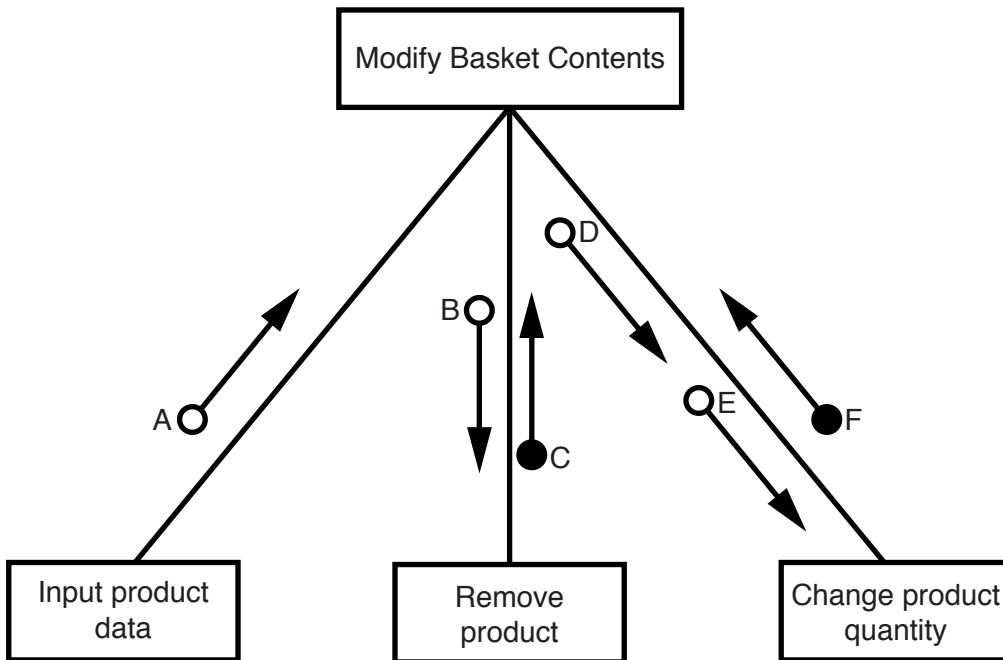 Modify Basket Contents
D
B
A
E
F
C
Input product
data
Remove
product
Change product
quantity